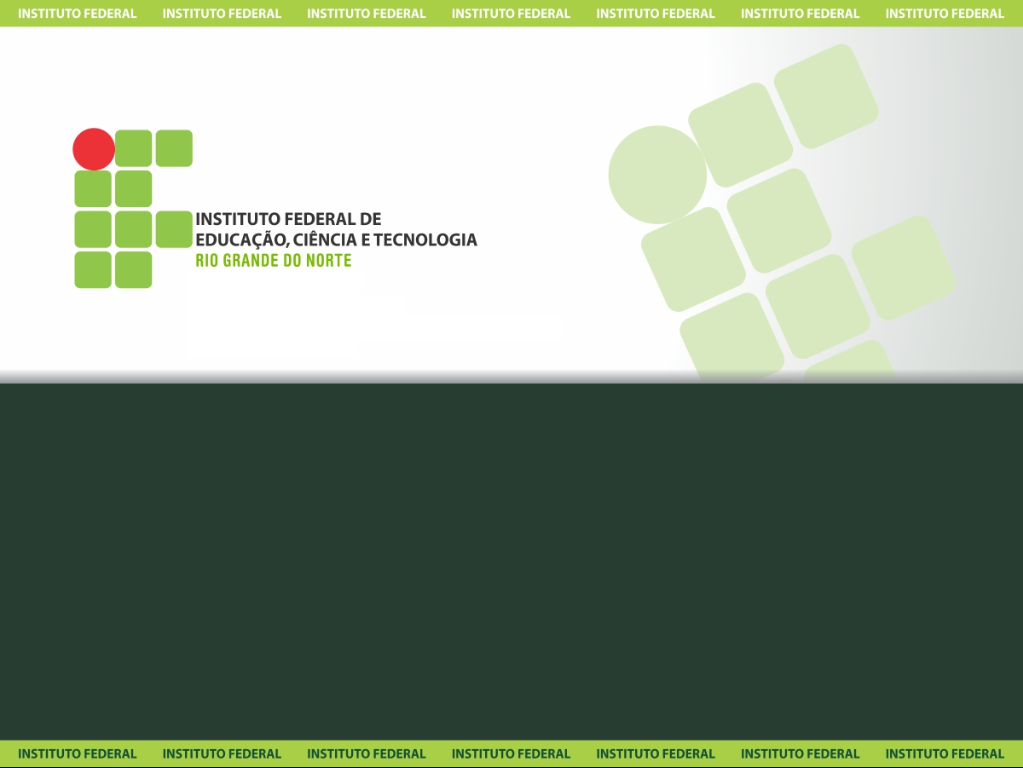 INSTITUTO FEDERAL INSTITUTO FEDERAL INSTITUTO FEDERAL INSTITUTO FEDERAL INSTITUTO FEDERAL INSTITUTO FEDERAL INSTITUTO FEDERAL
INSTITUTO FEDERAL DE
EDUCAÇÃO, CIÊNCIA E TECNOLOGIA
RIO GRANDE DO NORTE
INSTITUTO FEDERAL INSTITUTO FEDERAL INSTITUTO FEDERAL INSTITUTO FEDERAL INSTITUTO FEDERAL INSTITUTO FEDERAL INSTITUTO FEDERAL